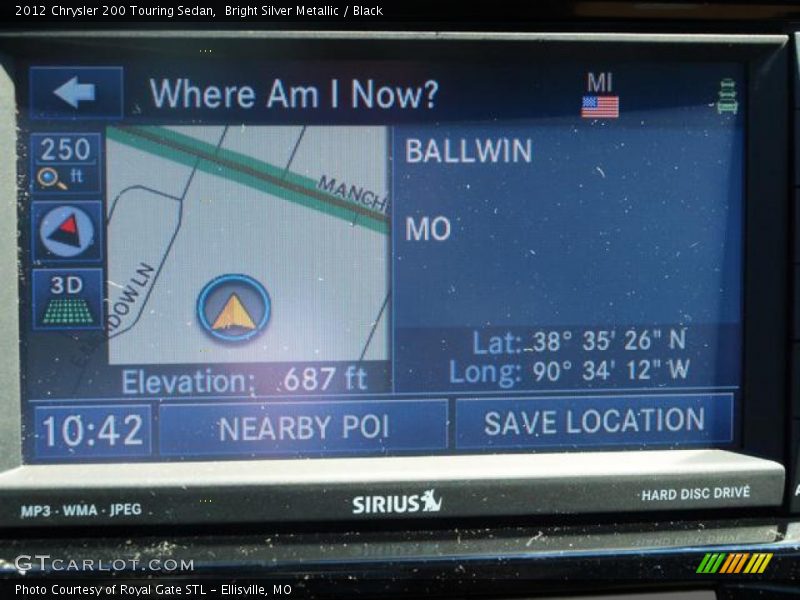 2012 Chrysler 200 Touring Sedan,  Bright Silver Metallic / Black
Where Am I Now?
MI
250
ft
3D
MANCH
DOW LN
BALLWIN
MO
Lat: 38° 35' 26" N
Long: 90° 34' 12" W
Elevation: 687 ft
10:42
NEARBY POI
SAVE LOCATION
MP3 · WMA · JPEG
SIRIUS
HARD DISC DRIVE
GTCARLOT.COM
Photo Courtesy of Royal Gate STL - Ellisville, MO